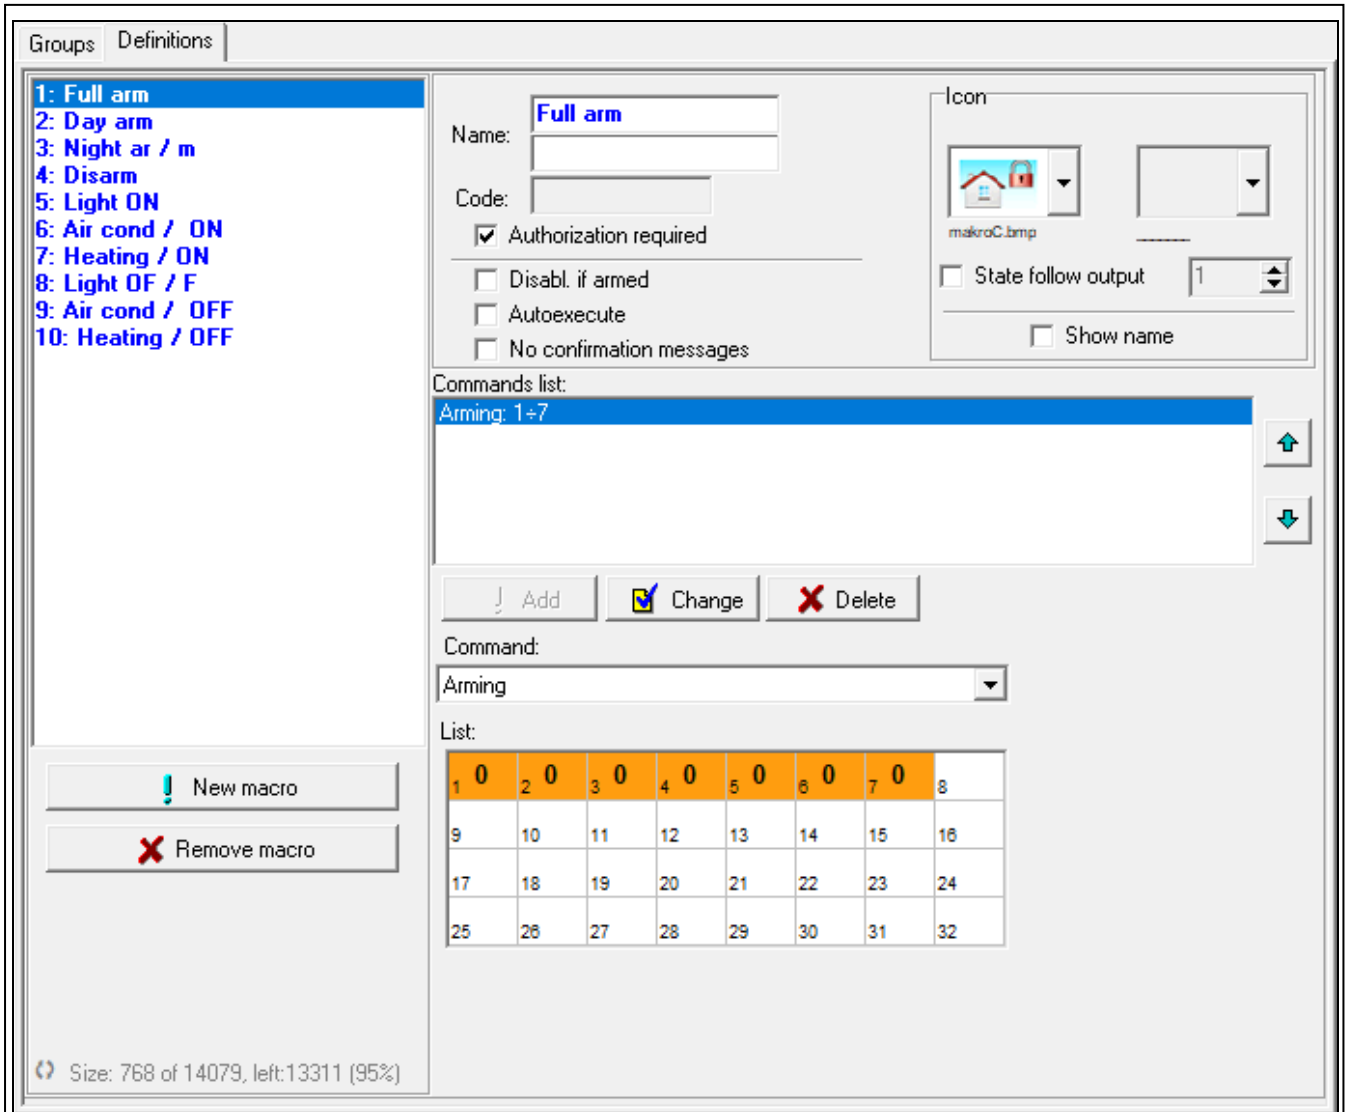 Groups Definitions
1: Full arm
2: Day arm
3: Night ar / m
4: Disarm
5: Light ON
6: Air cond /  ON
7: Heating / ON
8: Light OF / F
9: Air cond /  OFF
10: Heating / OFF
New macro
Remove macro
Size: 768 of 14079, left:13311 (95%)
Name: Full arm
Code:
Authorization required
Disabl. if armed
Autoexecute
No confirmation messages
Icon
makroC.bmp
State follow output 1
Show name
Commands list:
Arming: 1÷7
Add Change Delete
Command:
Arming
List:
1 0 2 0 3 0 4 0 5 0 6 0 7 0 8
9 10 11 12 13 14 15 16
17 18 19 20 21 22 23 24
25 26 27 28 29 30 31 32